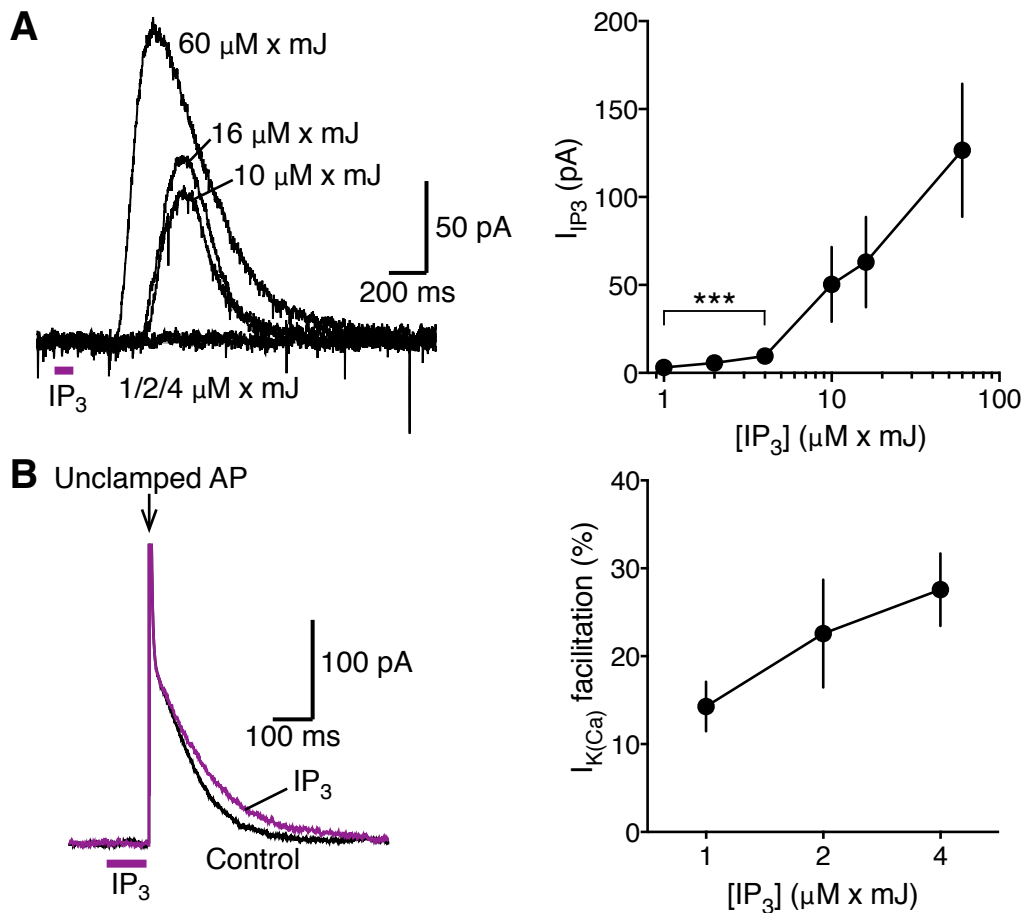 A
60 μM x mJ
16 μM x mJ
10 μM x mJ
50 pA
200 ms
IP3
1/2/4 μM x mJ
200
150
100
50
0
IIP3 (pA)
***
1
10
100
[IP3] (μM x mJ)
B
Unclamped AP
100 pA
100 ms
IP3
Control
IP3
40
30
20
10
0
IK(Ca) facilitation (%)
1
2
4
[IP3] (μM x mJ)